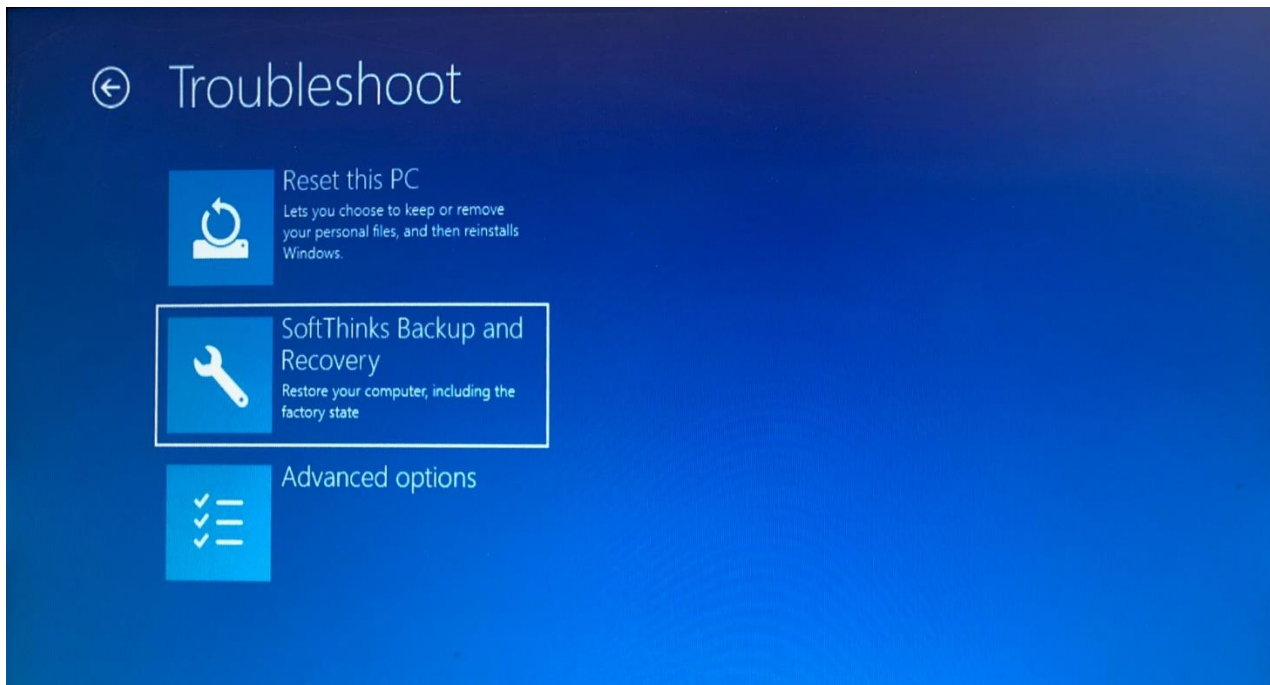 Troubleshoot
Reset this PC
Lets you choose to keep or remove
your personal files, and then reinstalls
Windows.
SoftThinks Backup and
Recovery
Restore your computer, including the
factory state
Advanced options